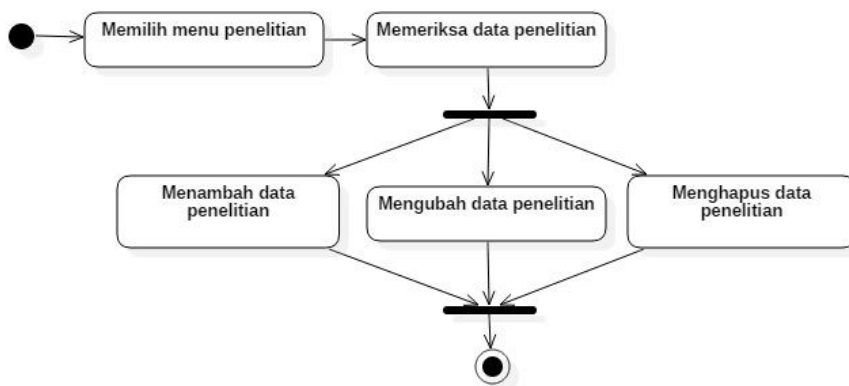 Memilih menu penelitian
Memeriksa data penelitian
Menambah data
penelitian
Mengubah data penelitian
Menghapus data
penelitian